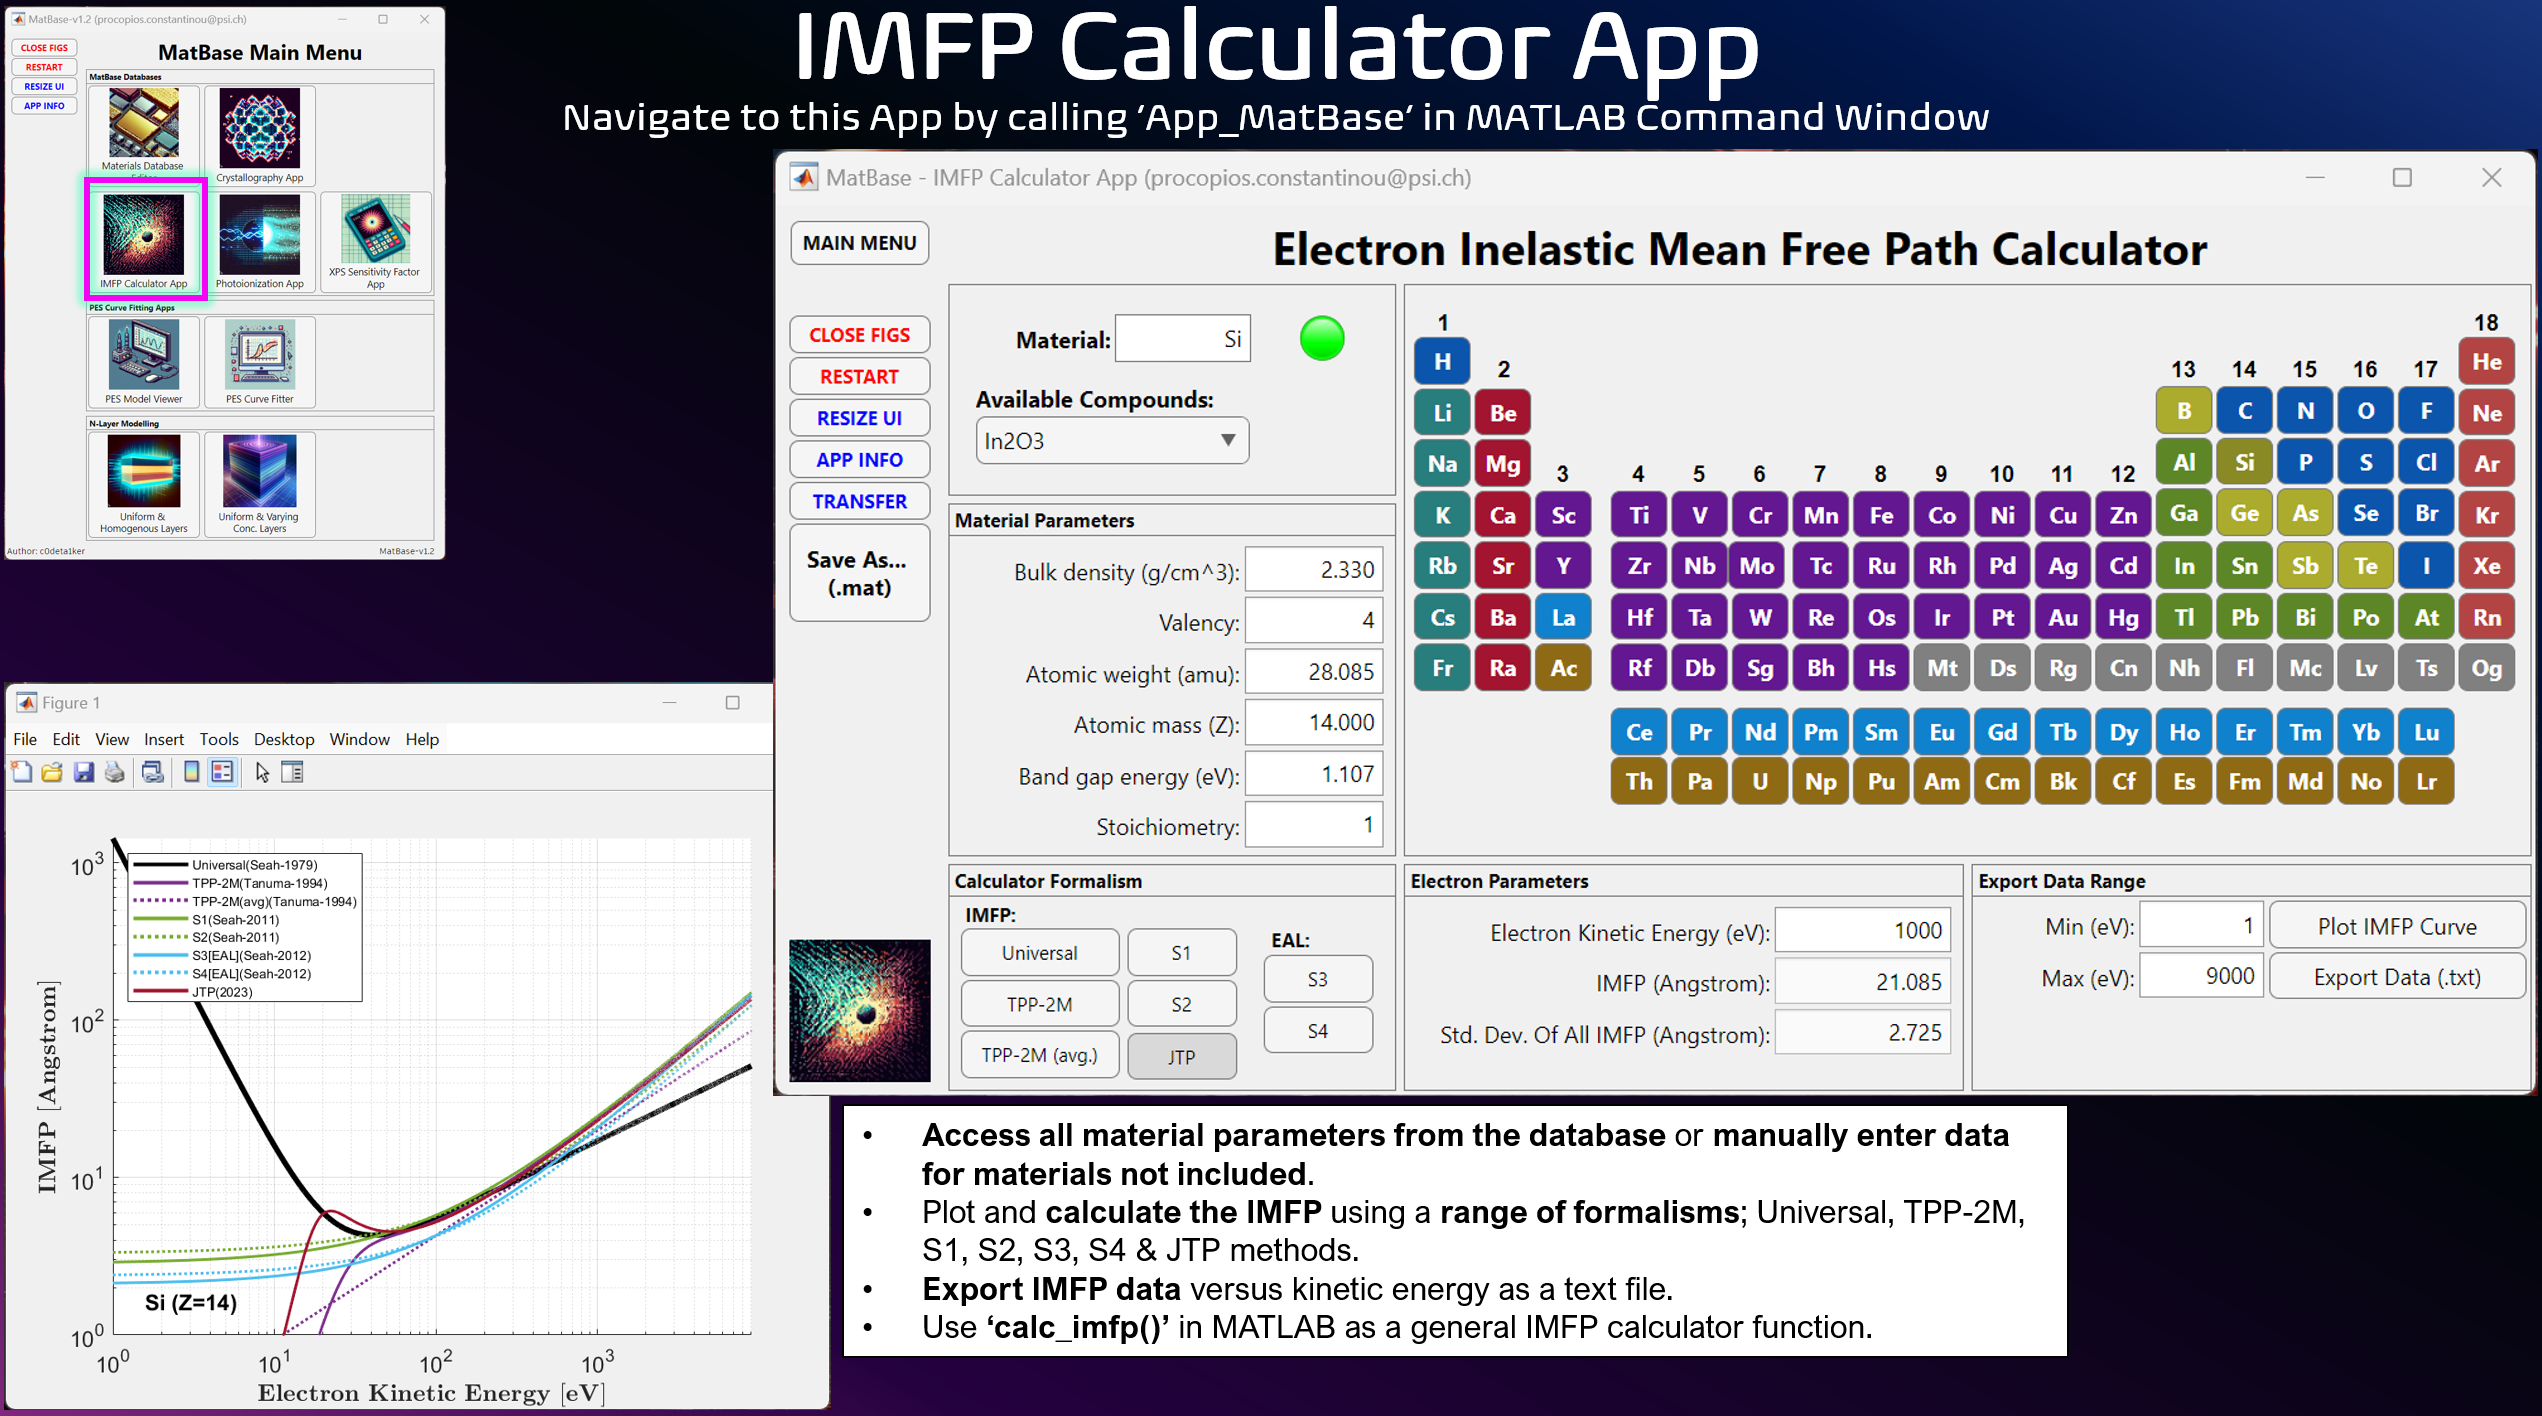 IMFP Calculator App
Navigate to this App by calling 'App_MatBase' in MATLAB Command Window
MatBase-v1.2 (procopios.constantinou@psi.ch)
CLOSE FIGS
RESTART
RESIZE UI
APP INFO
MatBase Main Menu
MatBase Databases
Materials Database
Editor
Crystallography App
IMFP Calculator App
Photoionization App
XPS Sensitivity Factor
App
PES Curve Fitting Apps
PES Model Viewer
PES Curve Fitter
N-Layer Modelling
Uniform &
Homogenous Layers
Uniform & Varying
Conc. Layers
Author: c0deta1ker
MatBase-v1.2
MatBase - IMFP Calculator App (procopios.constantinou@psi.ch)
MAIN MENU
CLOSE FIGS
RESTART
RESIZE UI
APP INFO
TRANSFER
Save As...
(.mat)
Electron Inelastic Mean Free Path Calculator
Material: Si
Available Compounds:
In2O3
Material Parameters
Bulk density (g/cm^3): 2.330
Valency: 4
Atomic weight (amu): 28.085
Atomic mass (Z): 14.000
Band gap energy (eV): 1.107
Stoichiometry: 1
1 18
H 2 13 14 15 16 17 He
Li Be B C N O F Ne
Na Mg 3 4 5 6 7 8 9 10 11 12 Al Si P S Cl Ar
K Ca Sc Ti V Cr Mn Fe Co Ni Cu Zn Ga Ge As Se Br Kr
Rb Sr Y Zr Nb Mo Tc Ru Rh Pd Ag Cd In Sn Sb Te I Xe
Cs Ba La Hf Ta W Re Os Ir Pt Au Hg Tl Pb Bi Po At Rn
Fr Ra Ac Rf Db Sg Bh Hs Mt Ds Rg Cn Nh Fl Mc Lv Ts Og
Ce Pr Nd Pm Sm Eu Gd Tb Dy Ho Er Tm Yb Lu
Th Pa U Np Pu Am Cm Bk Cf Es Fm Md No Lr
Calculator Formalism
IMFP:
Universal S1
TPP-2M S2
TPP-2M (avg.) JTP
EAL:
S3
S4
Electron Parameters
Electron Kinetic Energy (eV): 1000
IMFP (Angstrom): 21.085
Std. Dev. Of All IMFP (Angstrom): 2.725
Export Data Range
Min (eV): 1 Plot IMFP Curve
Max (eV): 9000 Export Data (.txt)
Figure 1
File Edit View Insert Tools Desktop Window Help
Universal(Seah-1979)
TPP-2M(Tanuma-1994)
TPP-2M(avg)(Tanuma-1994)
S1(Seah-2011)
S2(Seah-2011)
S3[EAL](Seah-2012)
S4[EAL](Seah-2012)
JTP(2023)
10^3
10^2
10^1
10^0
IMFP [Angstrom]
Si (Z=14)
10^0 10^1 10^2 10^3
Electron Kinetic Energy [eV]
• Access all material parameters from the database or manually enter data
for materials not included.
• Plot and calculate the IMFP using a range of formalisms; Universal, TPP-2M,
S1, S2, S3, S4 & JTP methods.
• Export IMFP data versus kinetic energy as a text file.
• Use 'calc_imfp()' in MATLAB as a general IMFP calculator function.